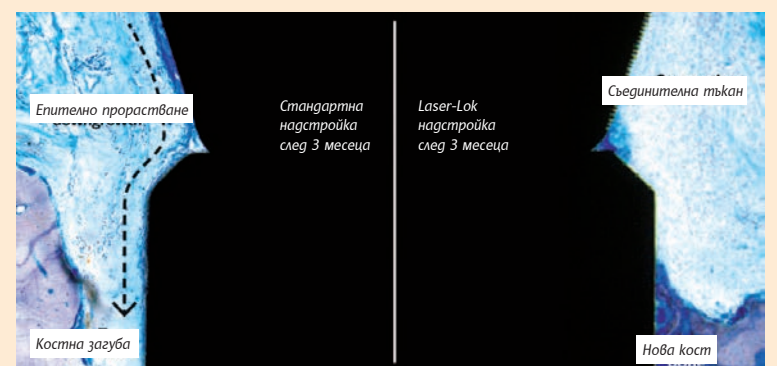 Епително прорастване
Стандартна
надстройка
след 3 месеца
Костна загуба
Laser-Lok
надстройка
след 3 месеца
Съединителна тъкан
Нова кост